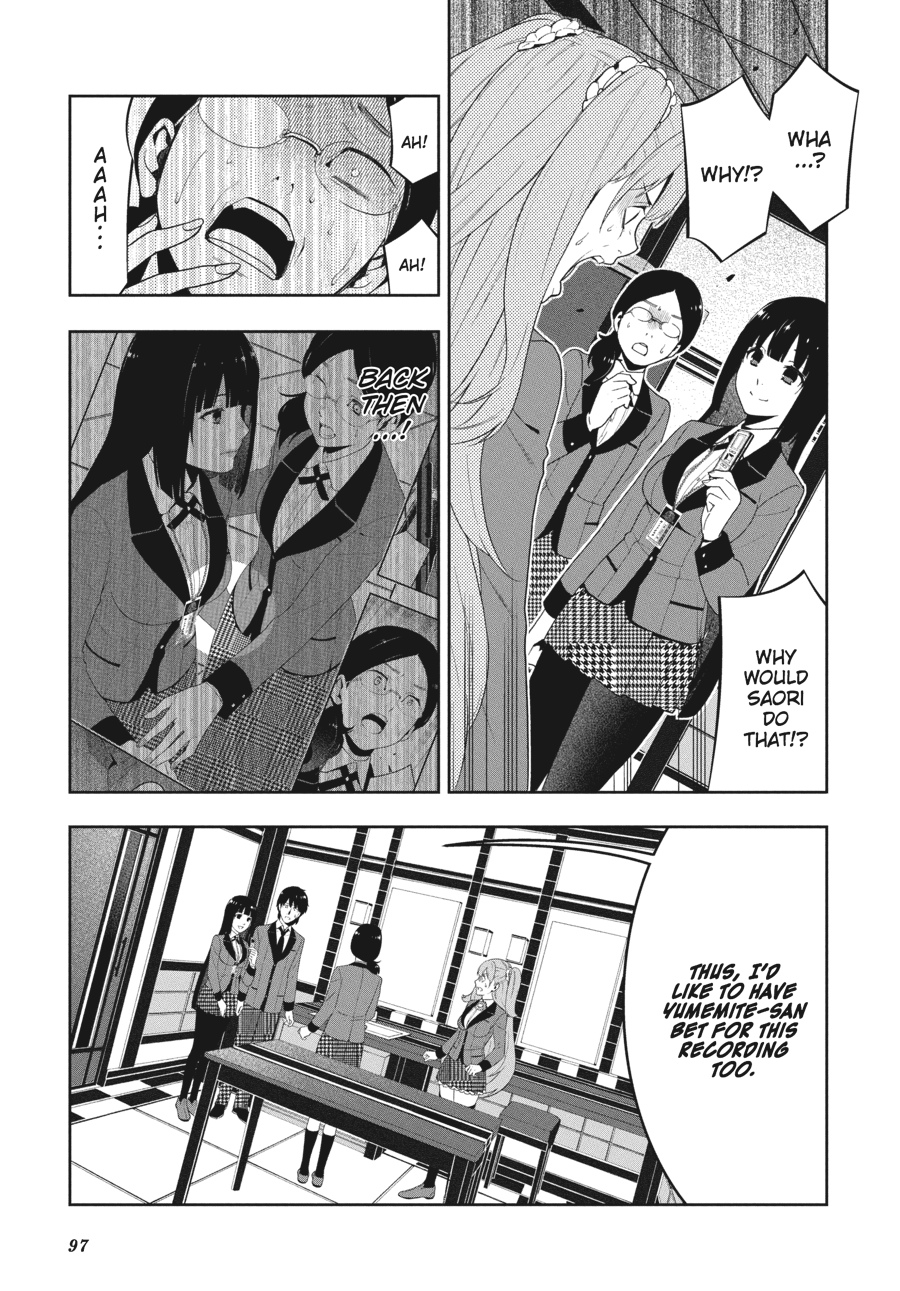 WHA
...?
WHY!?
WHY
WOULD
SAORI
DO
THAT!?
AH!
AH!
AAAH...
BACK
THEN
....!
THUS, I'D
LIKE TO HAVE
YUMEMITE-SAN
BET FOR THIS
RECORDING
TOO.
97